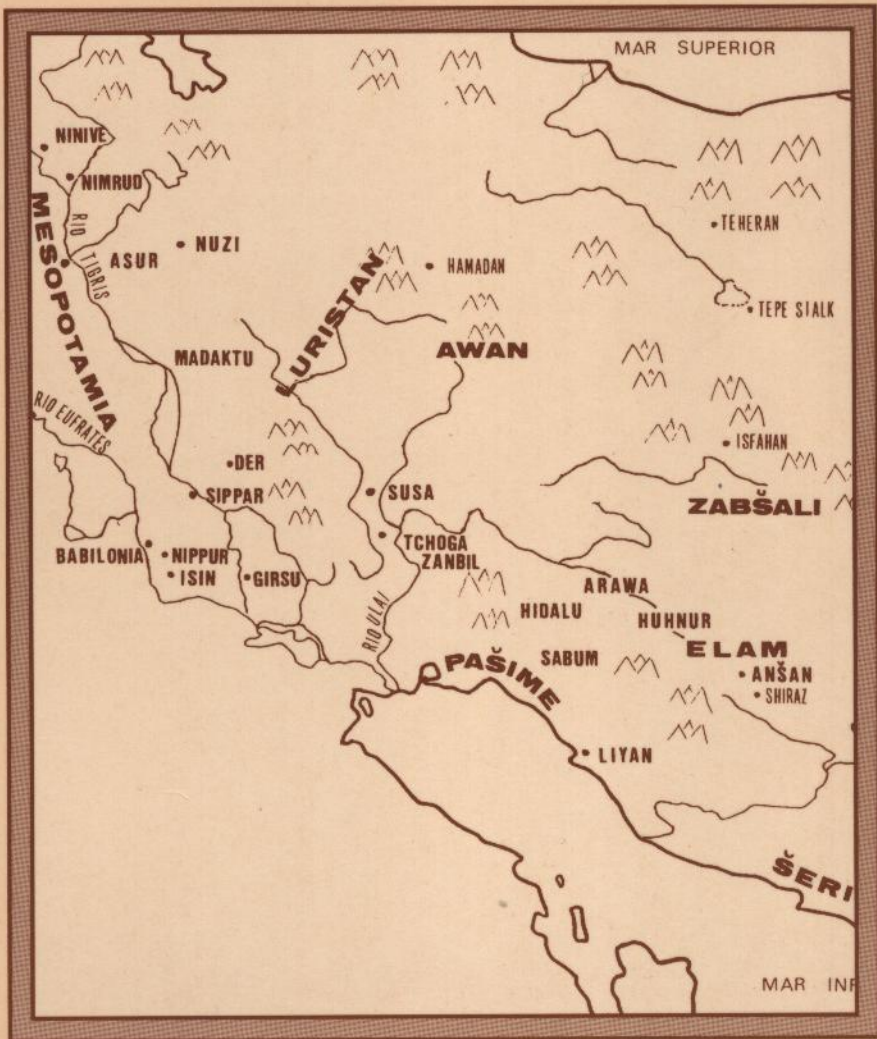 MAR SUPERIOR
NINIVE
NIMRUD
MESOPOTAMIA
RIO TIGRIS
ASUR
NUZI
TEHERAN
LURISTAN
HAMADAN
TEPE SIALK
MADAKTU
AWAN
RIO EUFRATES
ISFAHAN
DER
SIPPAR
SUSA
ZABŠALI
BABILONIA
NIPPUR
ISIN
GIRSU
TCHOGA
ZANBIL
ARAWA
HIDALU
HUHNUR
RIO ULAI
ELAM
PAŠIME
SABUM
ANŠAN
SHIRAZ
LIYAN
ŠERI
MAR INF